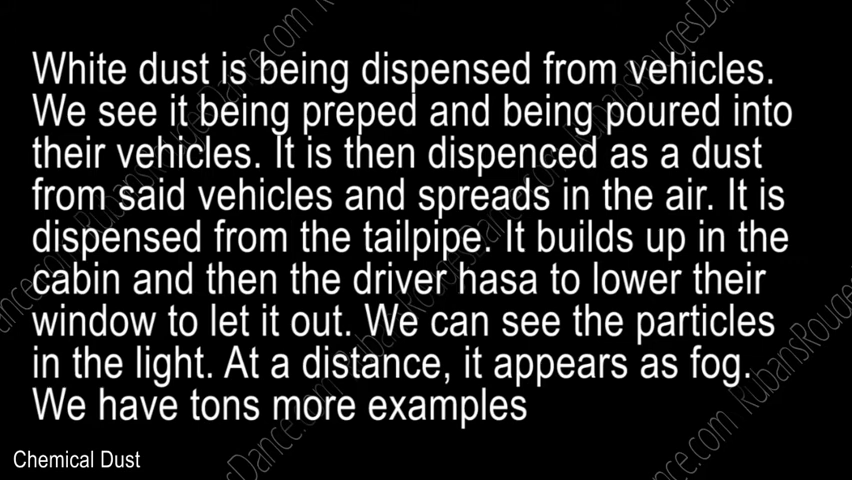 White dust is being dispensed from vehicles.
We see it being preped and being poured into
their vehicles. It is then dispenced as a dust
from said vehicles and spreads in the air. It is
dispensed from the tailpipe. It builds up in the
cabin and then the driver hasa to lower their
window to let it out. We can see the particles
in the light. At a distance, it appears as fog.
We have tons more examples
Chemical Dust
RubansRougesDance.com